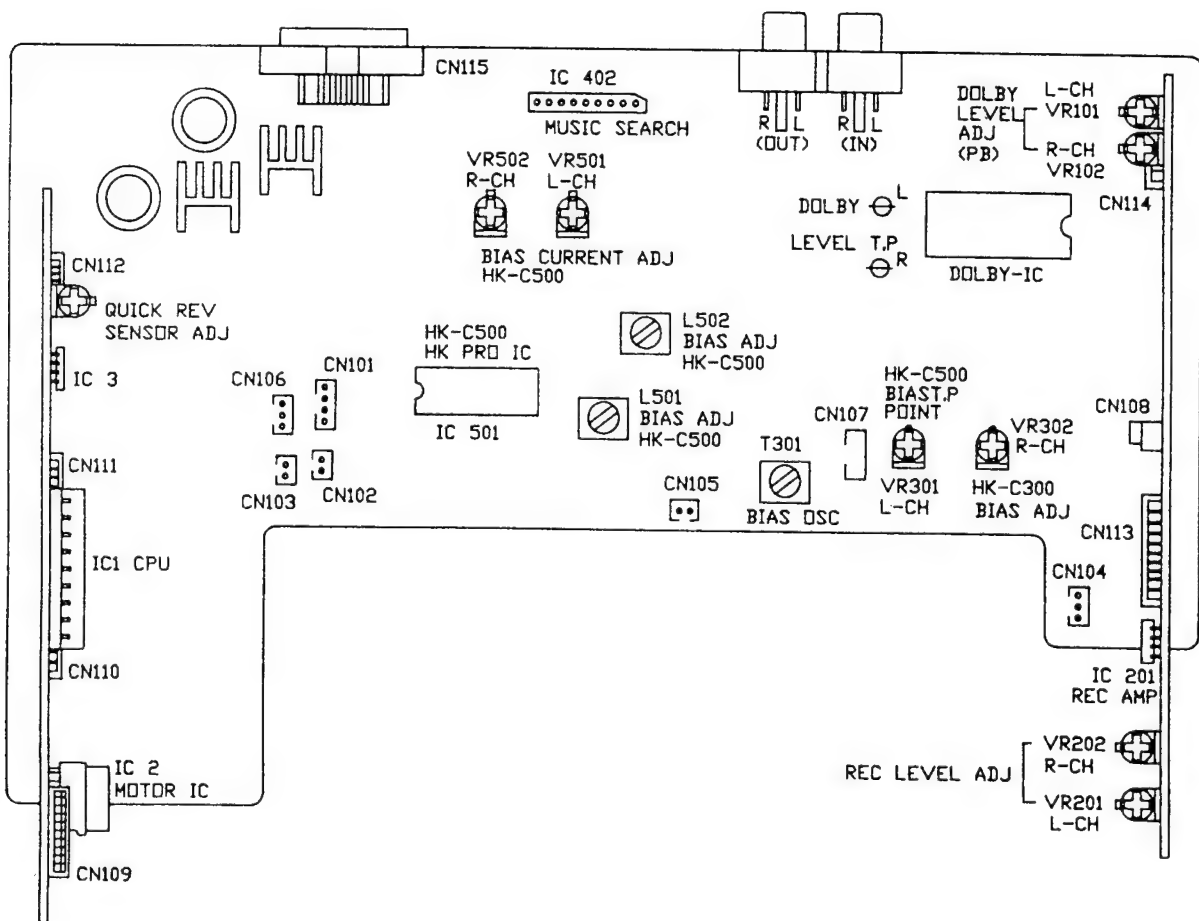 CN115
IC 402
MUSIC SEARCH
R L
(OUT)
R L
(IN)
DOLBY
LEVEL
ADJ
(PB)
L-CH
VR101
R-CH
VR102
CN114
VR502
R-CH
VR501
L-CH
BIAS CURRENT ADJ
HK-C500
DOLBY
L
LEVEL T.P
R
DOLBY-IC
CN112
QUICK REV
SENSOR ADJ
IC 3
CN106
CN101
HK-C500
HK PRO IC
IC 501
L502
BIAS ADJ
HK-C500
L501
BIAS ADJ
HK-C500
HK-C500
BIAST.P
POINT
CN107
VR302
R-CH
CN108
CN111
CN103
CN102
CN105
T301
BIAS OSC
VR301
L-CH
HK-C300
BIAS ADJ
CN113
IC1 CPU
CN104
CN110
IC 201
REC AMP
IC 2
MOTOR IC
REC LEVEL ADJ
VR202
R-CH
VR201
L-CH
CN109